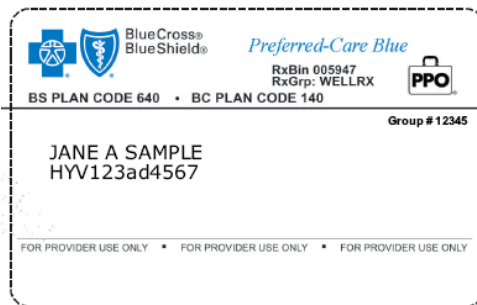 BlueCross®
BlueShield®
Preferred-Care Blue
RxBin 005947
RxGrp: WELLRX
PPO
BS PLAN CODE 640 • BC PLAN CODE 140
Group # 12345
JANE A SAMPLE
HYV123ad4567
FOR PROVIDER USE ONLY ▪ FOR PROVIDER USE ONLY ▪ FOR PROVIDER USE ONLY